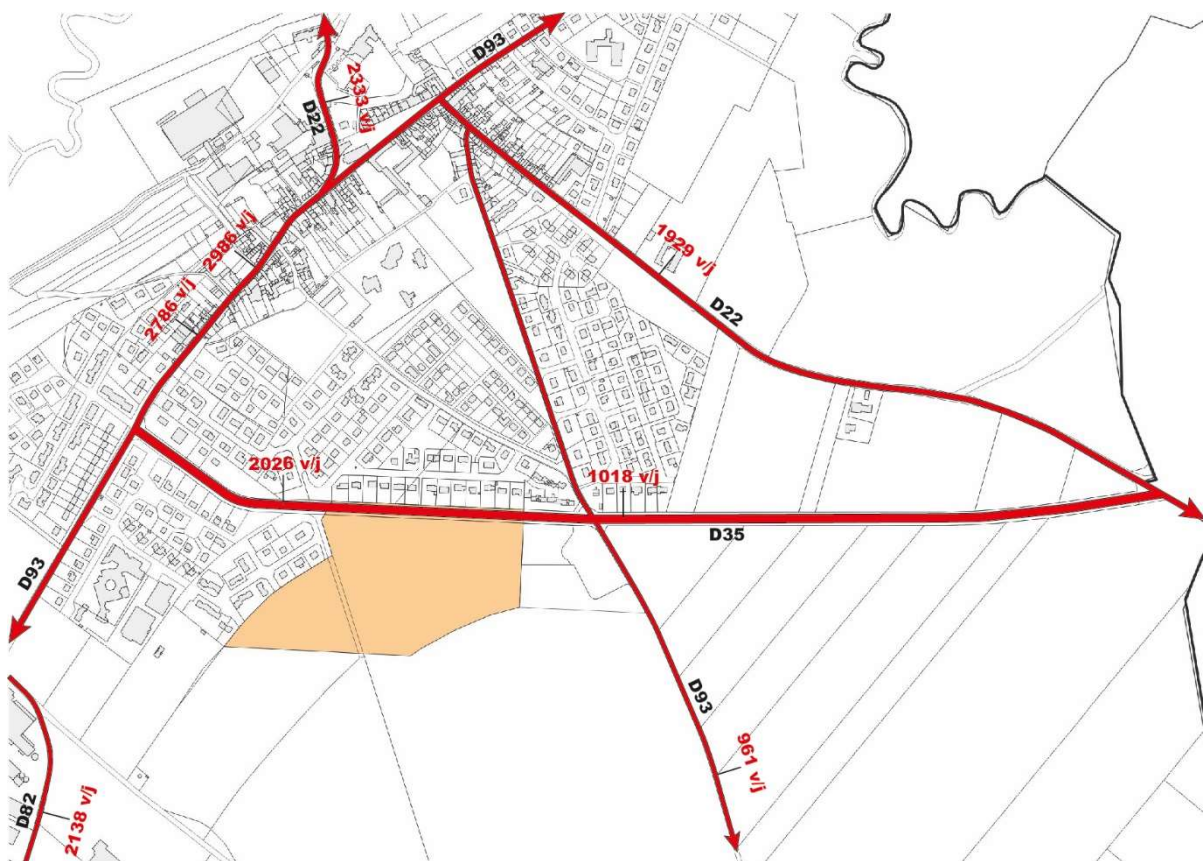 D93
2333 v/j
D22
2986 v/j
2786 v/j
1929 v/j
D22
2026 v/j
1018 v/j
D35
D93
D93
961 v/j
D82
2138 v/j